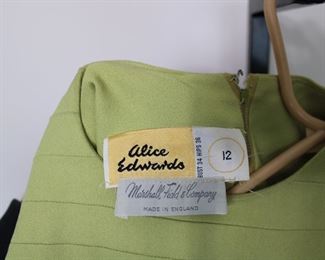 Alice
Edwards
BUST 34 HIPS 36
12
Marshall Field & Company
MADE IN ENGLAND